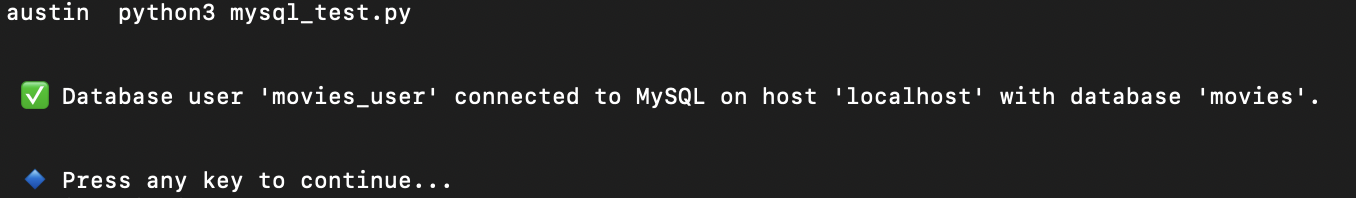 austin  python3 mysql_test.py
✅ Database user 'movies_user' connected to MySQL on host 'localhost' with database 'movies'.
🔹 Press any key to continue...